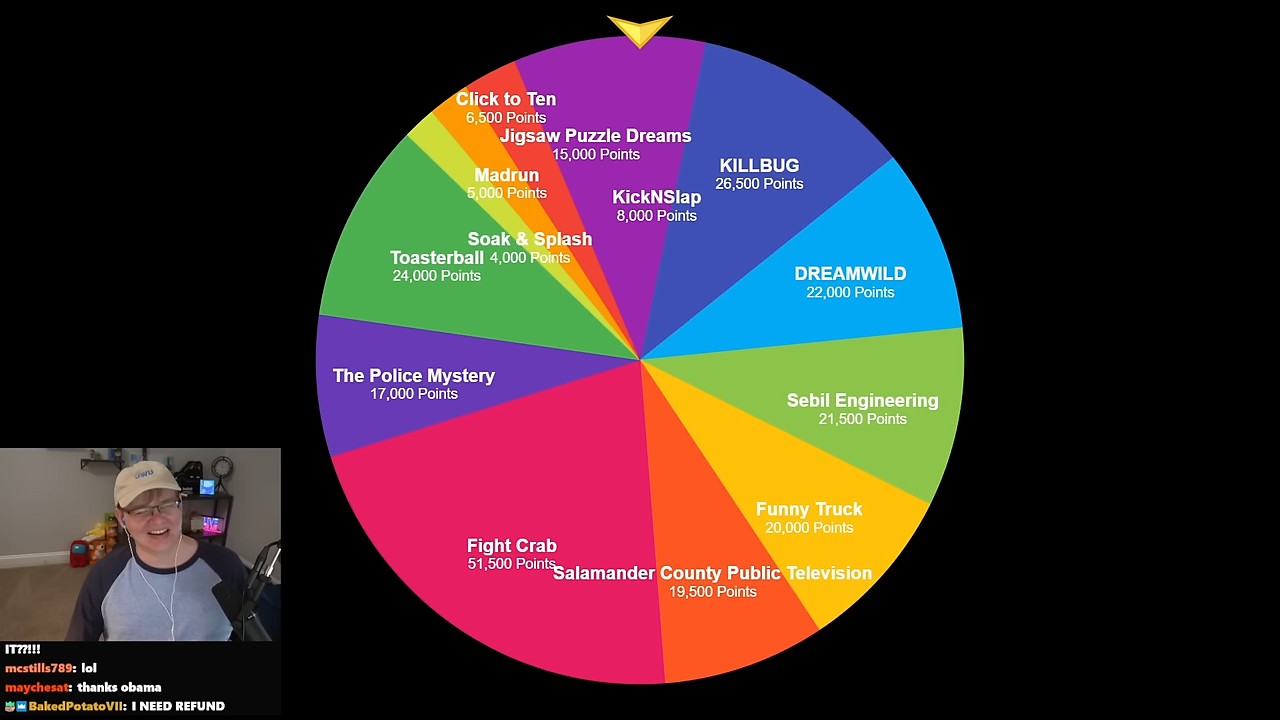 Click to Ten
6,500 Points
Jigsaw Puzzle Dreams
15,000 Points
KILLBUG
26,500 Points
Madrun
5,000 Points
KickNSlap
8,000 Points
Soak & Splash
4,000 Points
Toasterball
24,000 Points
DREAMWILD
22,000 Points
The Police Mystery
17,000 Points
Sebil Engineering
21,500 Points
Funny Truck
20,000 Points
Fight Crab
51,500 Points
Salamander County Public Television
19,500 Points
IT??!!!
mcstills789: lol
maychesat: thanks obama
BakedPotatoVII: I NEED REFUND